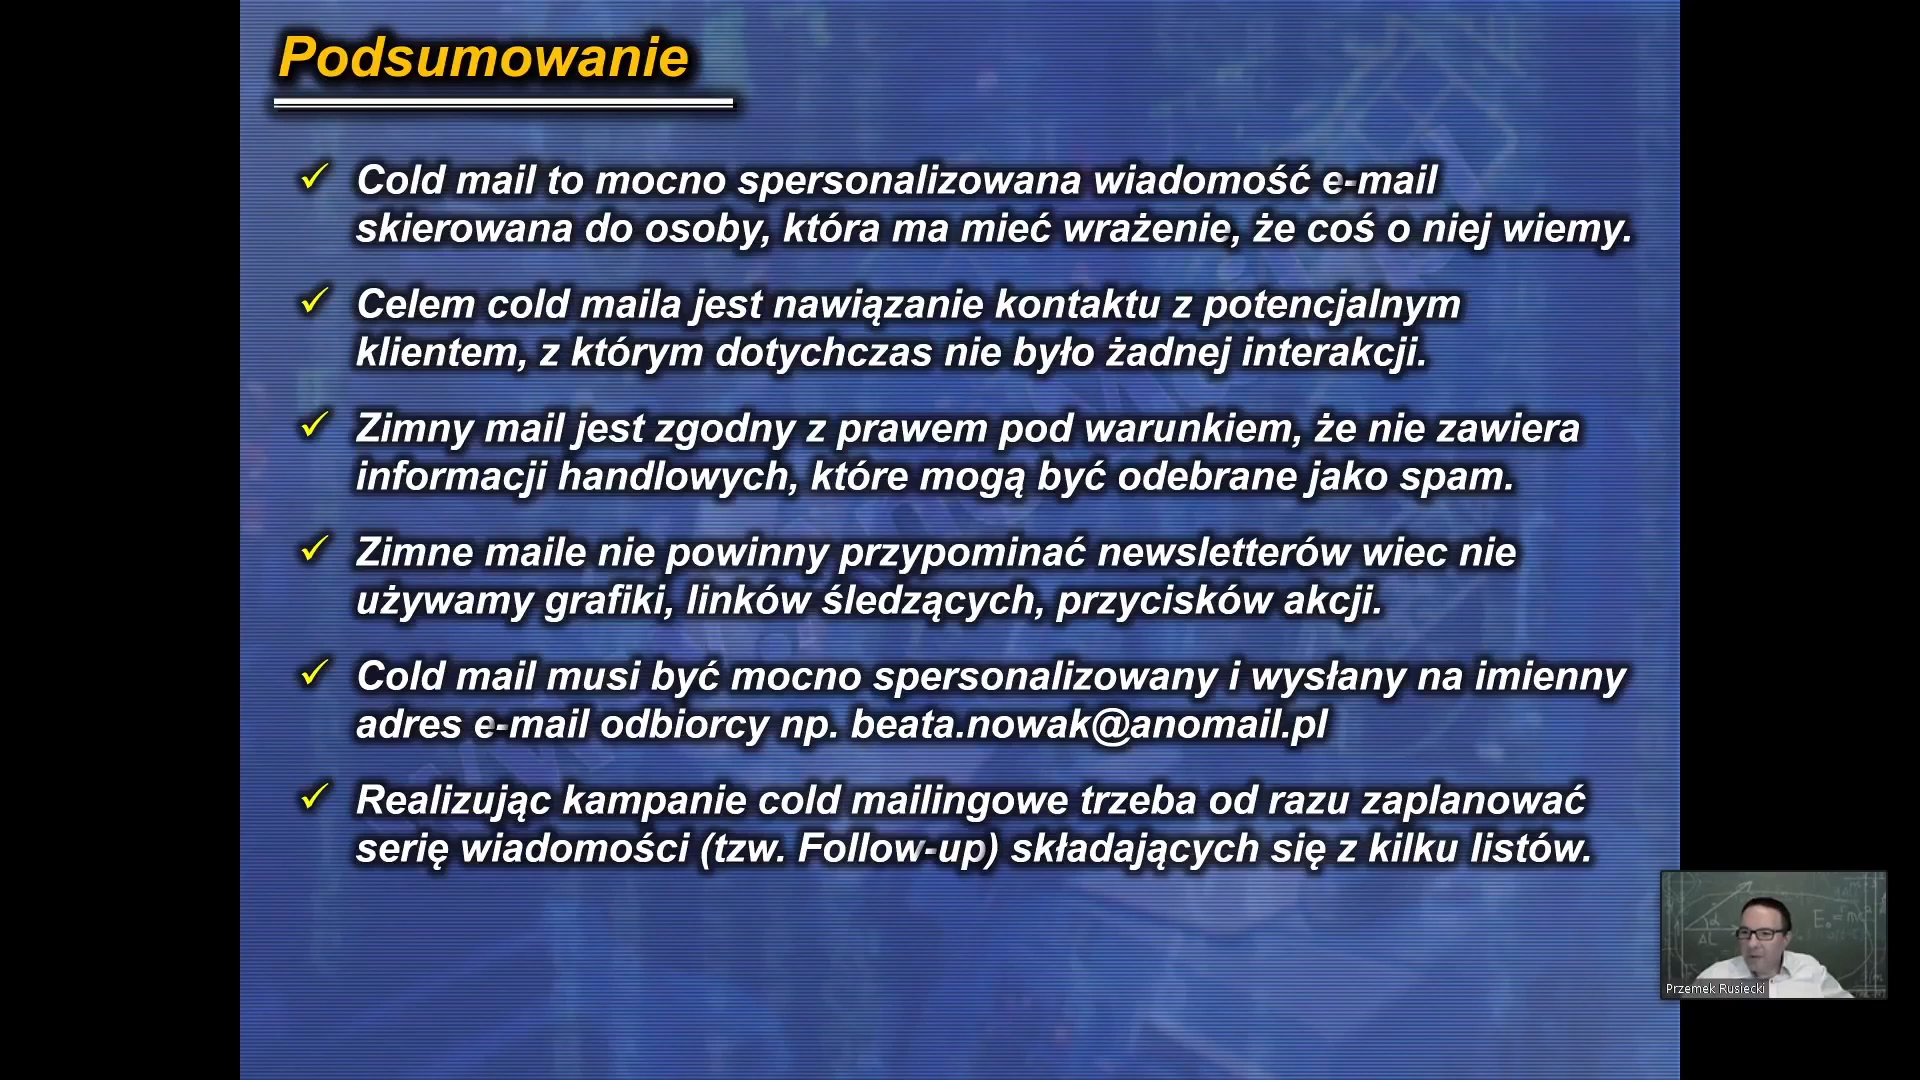 Podsumowanie
Cold mail to mocno spersonalizowana wiadomość e-mail
skierowana do osoby, która ma mieć wrażenie, że coś o niej wiemy.
Celem cold maila jest nawiązanie kontaktu z potencjalnym
klientem, z którym dotychczas nie było żadnej interakcji.
Zimny mail jest zgodny z prawem pod warunkiem, że nie zawiera
informacji handlowych, które mogą być odebrane jako spam.
Zimne maile nie powinny przypominać newsletterów wiec nie
używamy grafiki, linków śledzących, przycisków akcji.
Cold mail musi być mocno spersonalizowany i wysłany na imienny
adres e-mail odbiorcy np. beata.nowak@anomail.pl
Realizując kampanie cold mailingowe trzeba od razu zaplanować
serię wiadomości (tzw. Follow-up) składających się z kilku listów.
Przemek Rusiecki